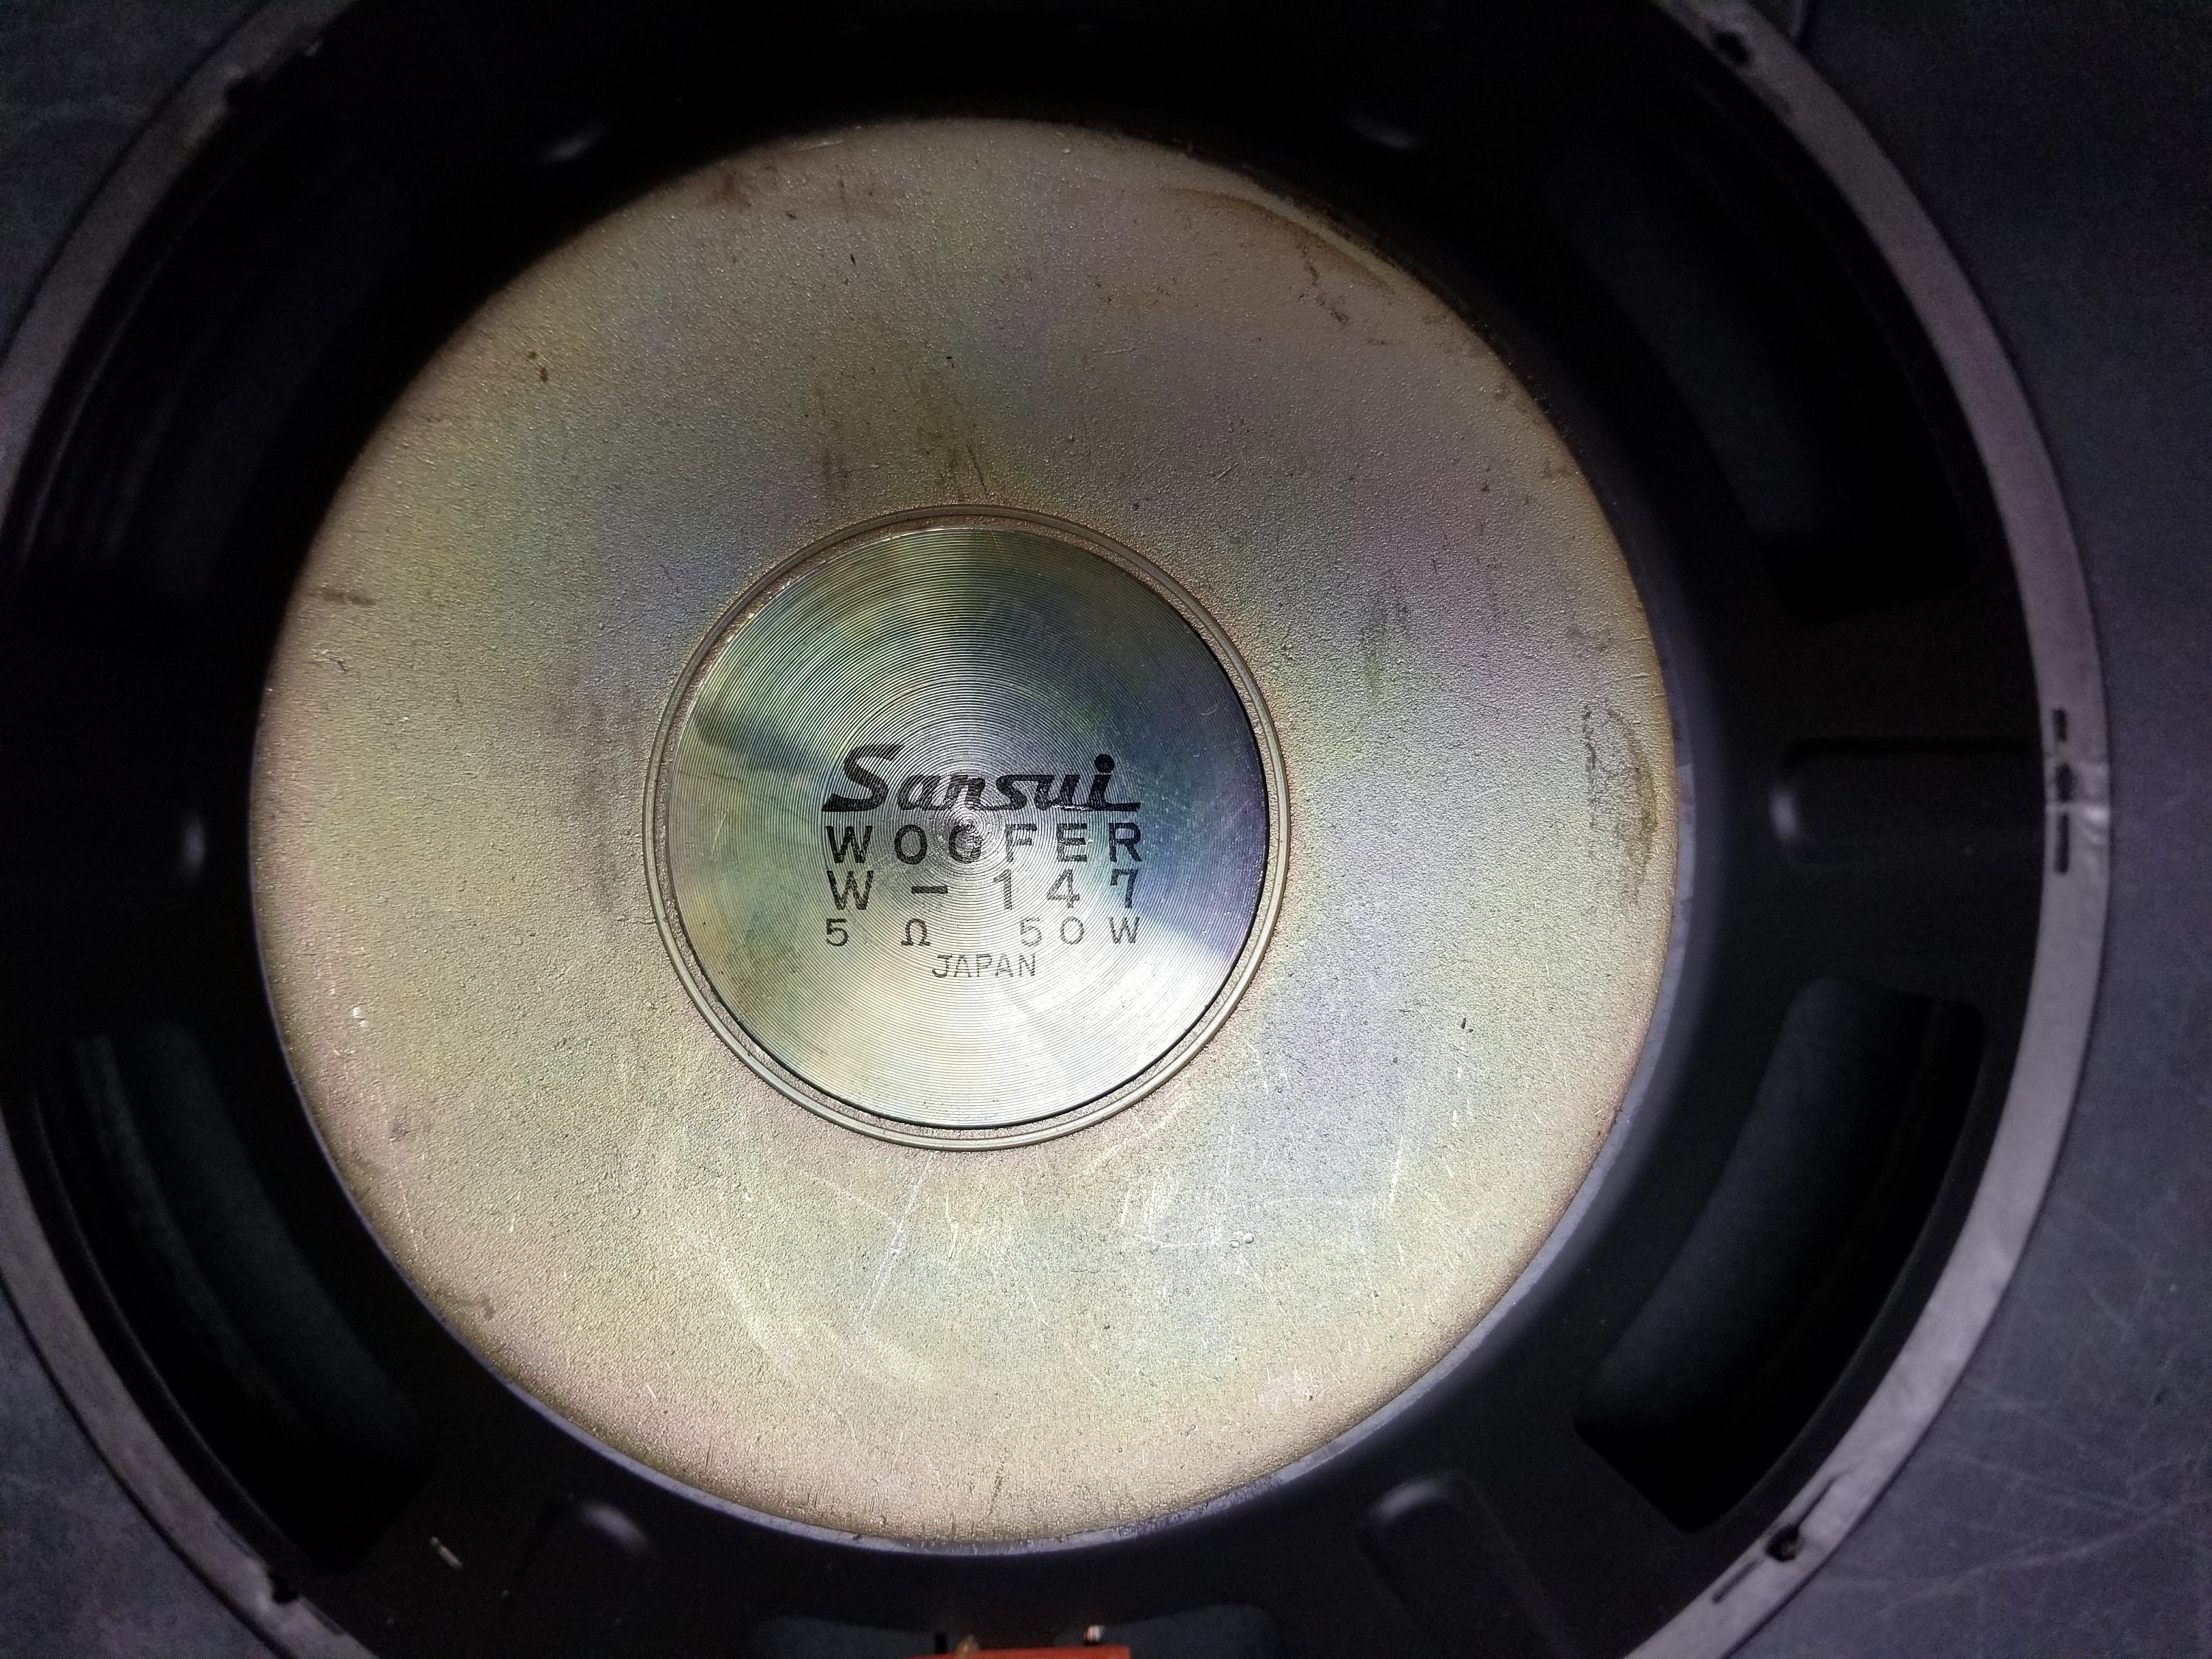 Sansui
WOOFER
W-147
5 Ω 50W
JAPAN